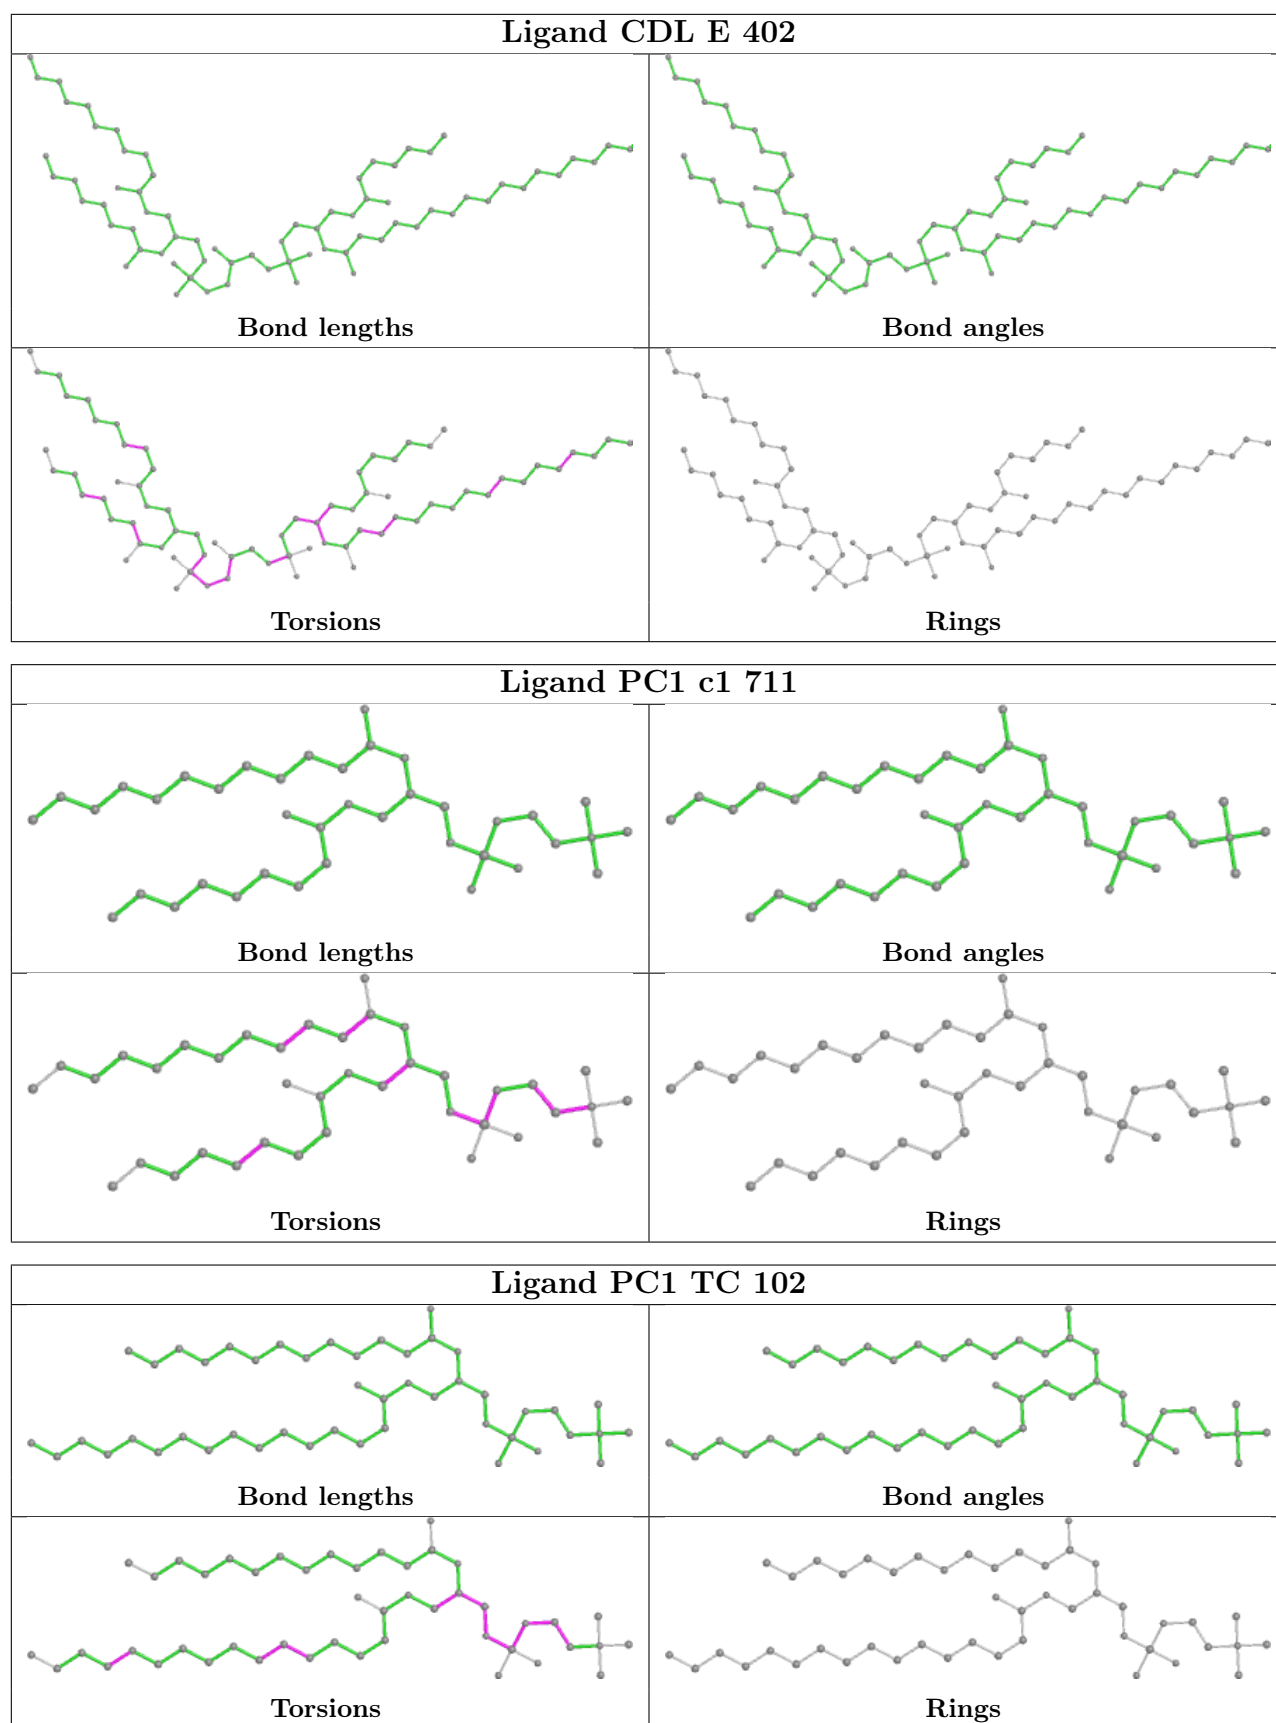 Ligand CDL E 402
Bond lengths
Bond angles
Torsions
Rings
Ligand PC1 c1 711
Bond lengths
Bond angles
Torsions
Rings
Ligand PC1 TC 102
Bond lengths
Bond angles
Torsions
Rings